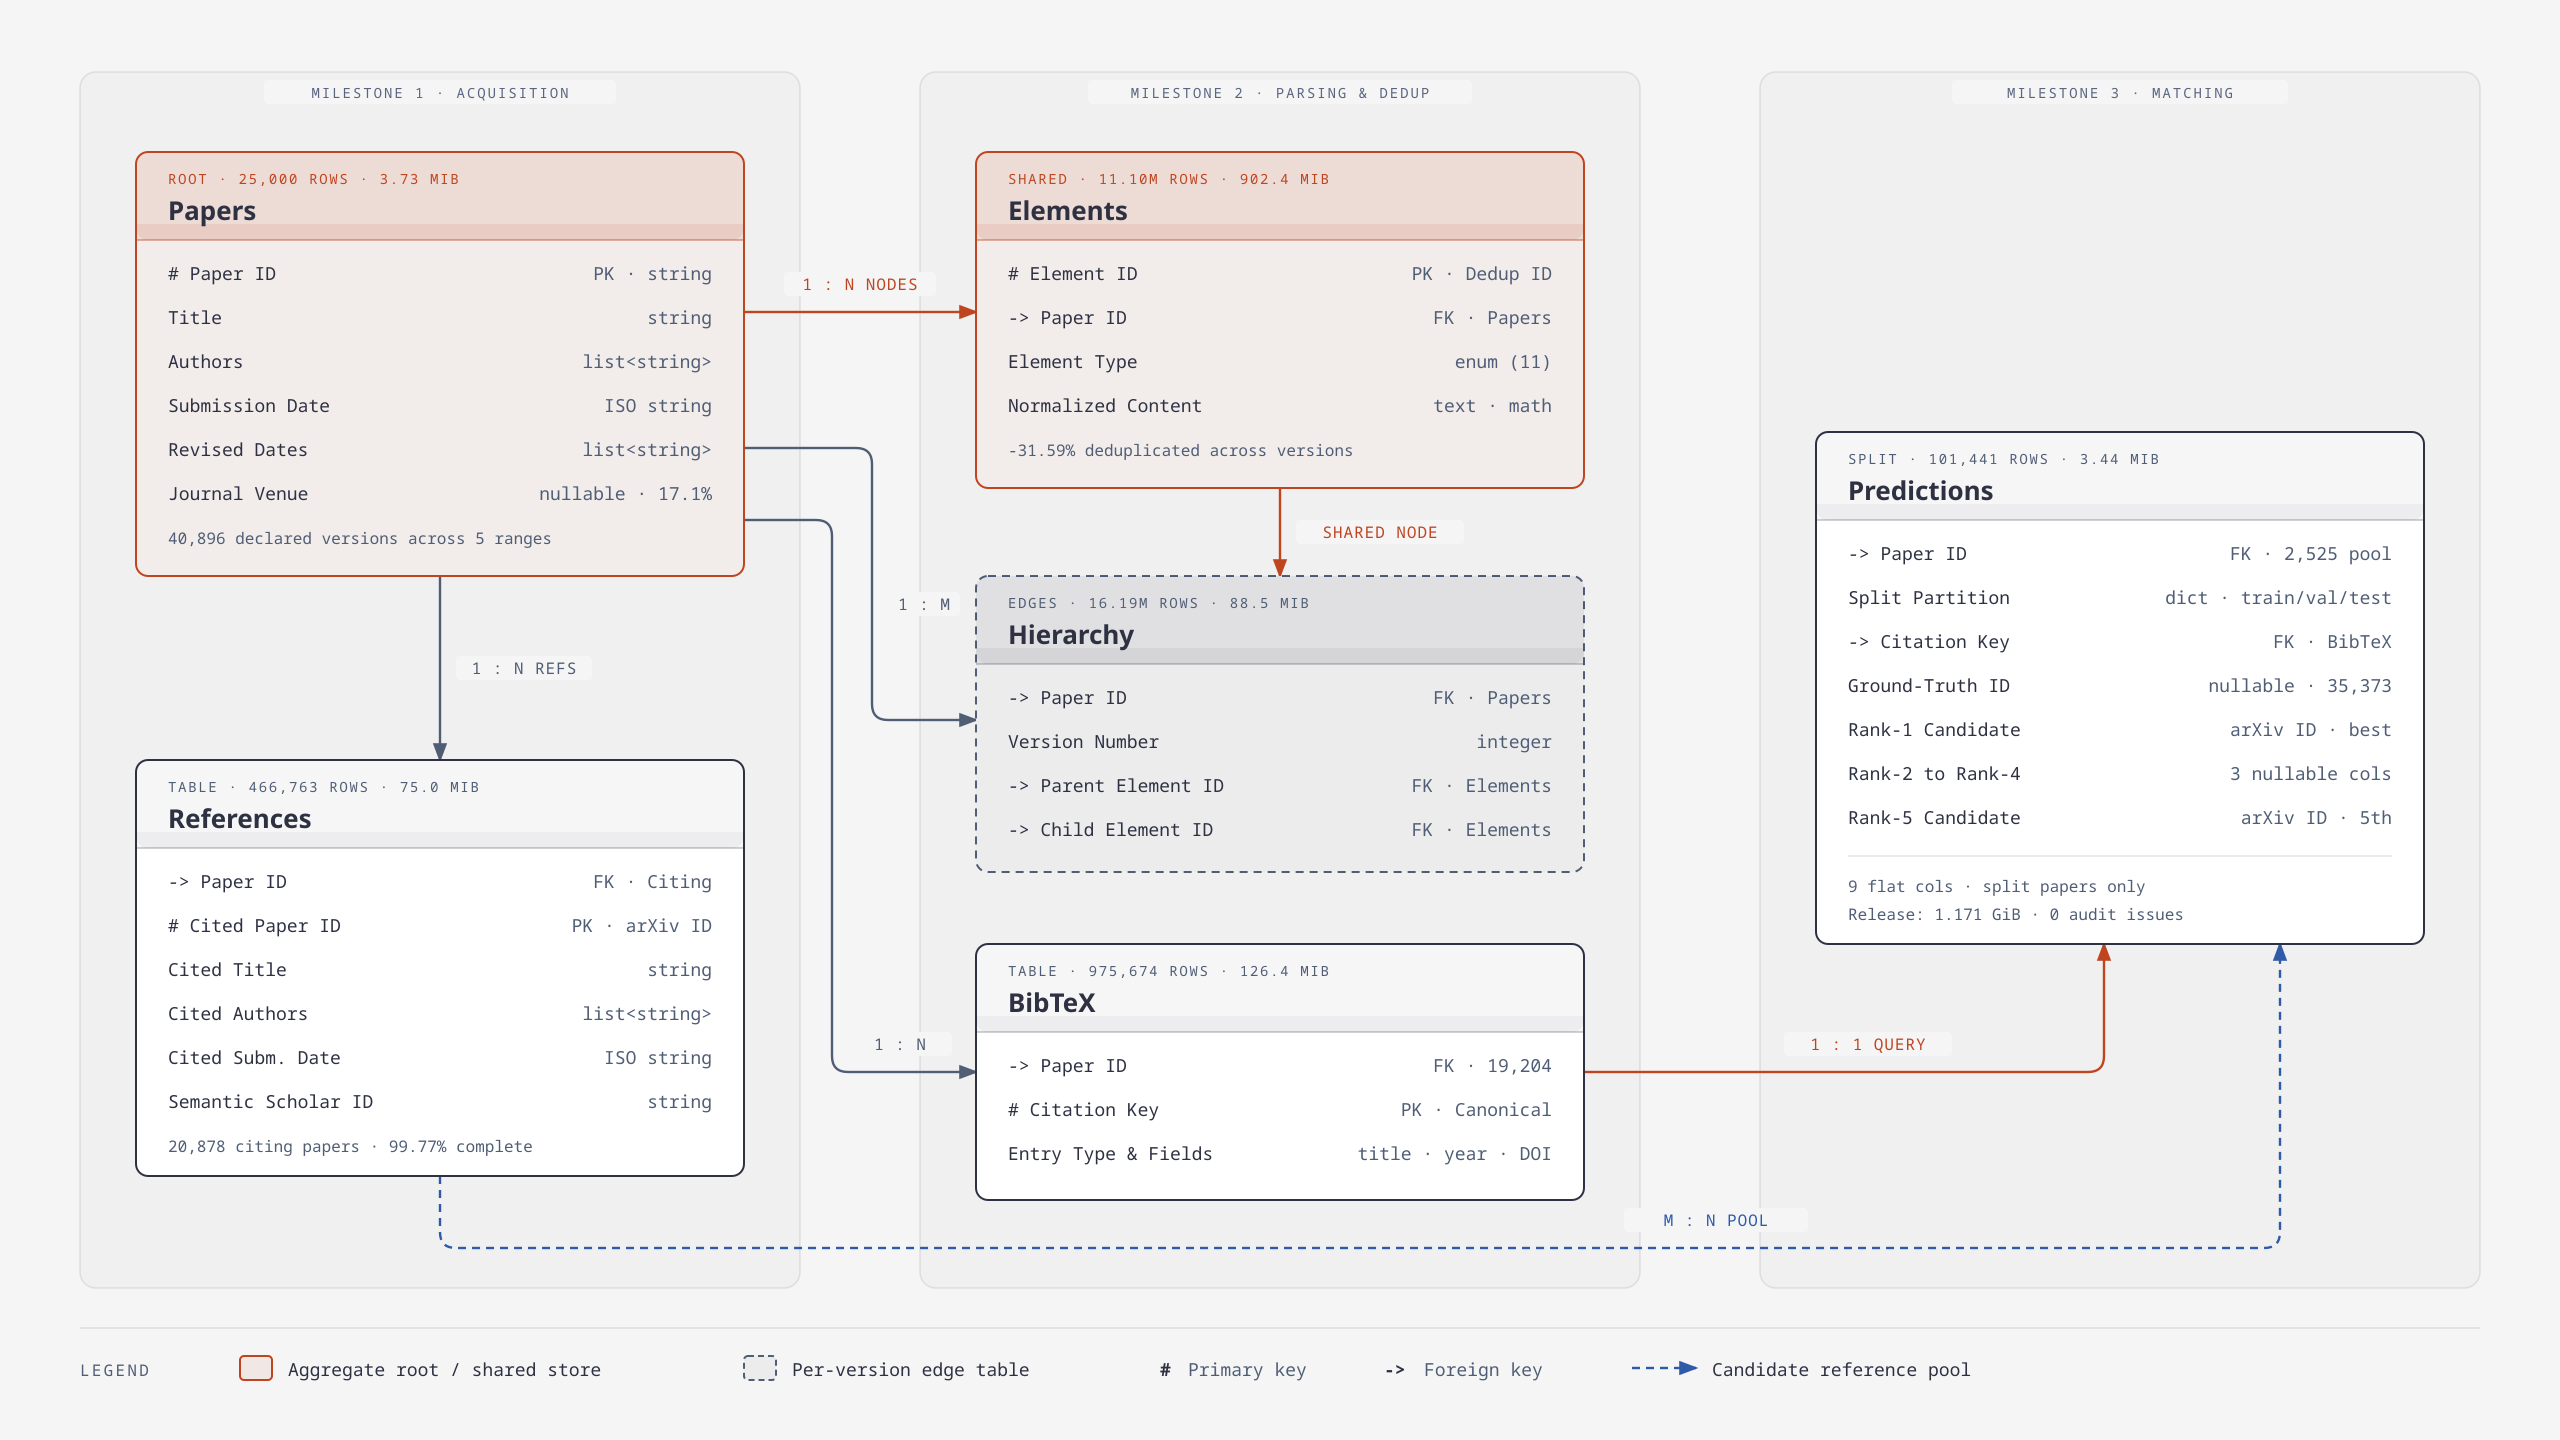 MILESTONE 1 · ACQUISITION
ROOT · 25,000 ROWS · 3.73 MIB
Papers
# Paper ID PK · string
Title string
Authors list<string>
Submission Date ISO string
Revised Dates list<string>
Journal Venue nullable · 17.1%
40,896 declared versions across 5 ranges
1 : N REFS
TABLE · 466,763 ROWS · 75.0 MIB
References
-> Paper ID FK · Citing
# Cited Paper ID PK · arXiv ID
Cited Title string
Cited Authors list<string>
Cited Subm. Date ISO string
Semantic Scholar ID string
20,878 citing papers · 99.77% complete
1 : N NODES
1 : M
1 : N
MILESTONE 2 · PARSING & DEDUP
SHARED · 11.10M ROWS · 902.4 MIB
Elements
# Element ID PK · Dedup ID
-> Paper ID FK · Papers
Element Type enum (11)
Normalized Content text · math
-31.59% deduplicated across versions
SHARED NODE
EDGES · 16.19M ROWS · 88.5 MIB
Hierarchy
-> Paper ID FK · Papers
Version Number integer
-> Parent Element ID FK · Elements
-> Child Element ID FK · Elements
TABLE · 975,674 ROWS · 126.4 MIB
BibTeX
-> Paper ID FK · 19,204
# Citation Key PK · Canonical
Entry Type & Fields title · year · DOI
MILESTONE 3 · MATCHING
SPLIT · 101,441 ROWS · 3.44 MIB
Predictions
-> Paper ID FK · 2,525 pool
Split Partition dict · train/val/test
-> Citation Key FK · BibTeX
Ground-Truth ID nullable · 35,373
Rank-1 Candidate arXiv ID · best
Rank-2 to Rank-4 3 nullable cols
Rank-5 Candidate arXiv ID · 5th
9 flat cols · split papers only
Release: 1.171 GiB · 0 audit issues
1 : 1 QUERY
M : N POOL
LEGEND
Aggregate root / shared store
Per-version edge table
# Primary key
-> Foreign key
Candidate reference pool